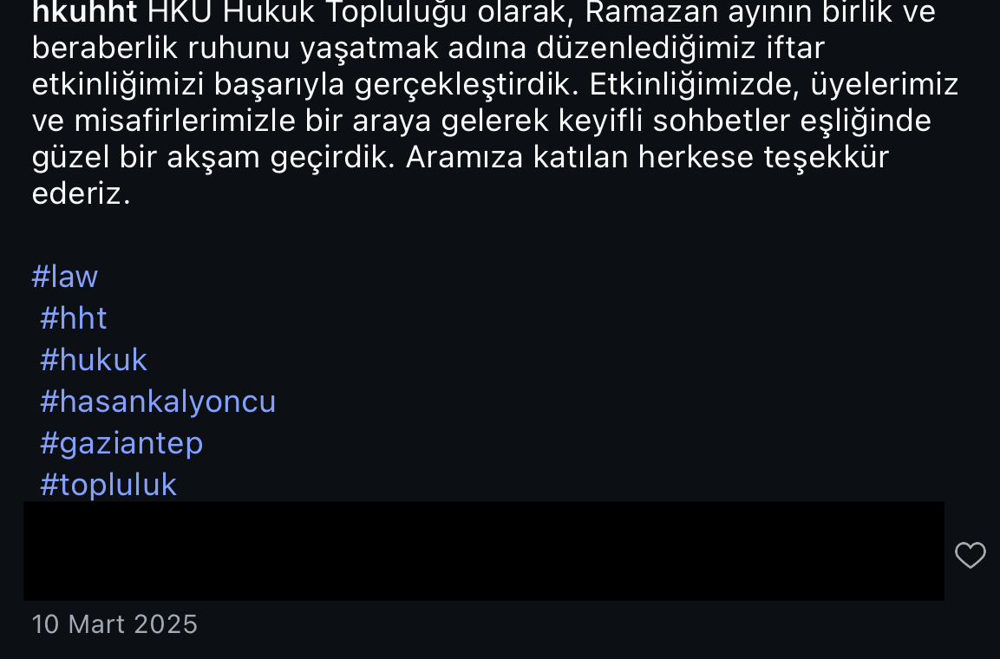 hkuhht HKÜ Hukuk Topluluğu olarak, Ramazan ayının birlik ve
beraberlik ruhunu yaşatmak adına düzenlediğimiz iftar
etkinliğimizi başarıyla gerçekleştirdik. Etkinliğimizde, üyelerimiz
ve misafirlerimizle bir araya gelerek keyifli sohbetler eşliğinde
güzel bir akşam geçirdik. Aramıza katılan herkese teşekkür
ederiz.
#law
#hht
#hukuk
#hasankalyoncu
#gaziantep
#topluluk
10 Mart 2025